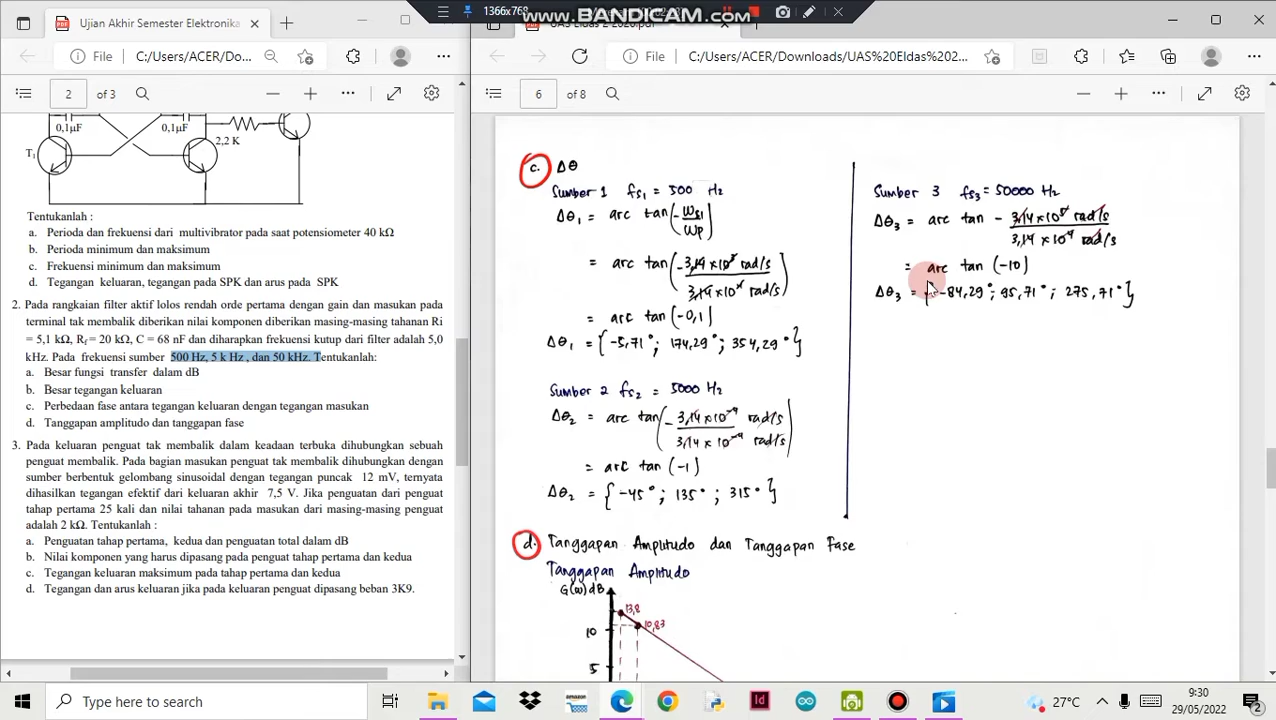 Ujian Akhir Semester Elektronika
1366x768
www.BANDICAM.com
File
C:/Users/ACER/Do...
File
C:/Users/ACER/Downloads/UAS%20Eldas%202...
2 of 3
6 of 8
0,1μF
0,1μF
T1
2,2 K
Tentukanlah :
a. Perioda dan frekuensi dari multivibrator pada saat potensiometer 40 kΩ
b. Perioda minimum dan maksimum
c. Frekuensi minimum dan maksimum
d. Tegangan keluaran, tegangan pada SPK dan arus pada SPK
2. Pada rangkaian filter aktif lolos rendah orde pertama dengan gain dan masukan pada
terminal tak membalik diberikan nilai komponen diberikan masing-masing tahanan Ri
= 5,1 kΩ, Rf = 20 kΩ, C = 68 nF dan diharapkan frekuensi kutup dari filter adalah 5,0
kHz. Pada frekuensi sumber 500 Hz, 5 k Hz , dan 50 kHz. Tentukanlah:
a. Besar fungsi transfer dalam dB
b. Besar tegangan keluaran
c. Perbedaan fase antara tegangan keluaran dengan tegangan masukan
d. Tanggapan amplitudo dan tanggapan fase
3. Pada keluaran penguat tak membalik dalam keadaan terbuka dihubungkan sebuah
penguat membalik. Pada bagian masukan penguat tak membalik dihubungkan dengan
sumber berbentuk gelombang sinusoidal dengan tegangan puncak 12 mV, ternyata
dihasilkan tegangan efektif dari keluaran akhir 7,5 V. Jika penguatan dari penguat
tahap pertama 25 kali dan nilai tahanan pada masukan dari masing-masing penguat
adalah 2 kΩ. Tentukanlah :
a. Penguatan tahap pertama, kedua dan penguatan total dalam dB
b. Nilai komponen yang harus dipasang pada penguat tahap pertama dan kedua
c. Tegangan keluaran maksimum pada tahap pertama dan kedua
d. Tegangan dan arus keluaran jika pada keluaran penguat dipasang beban 3K9.
c. Δθ
Sumber 1 fs1 = 500 Hz
Δθ1 = arc tan(-ωs1/ωp)
= arc tan(-3,14 x 10³ rad/s / 3,14 x 10⁴ rad/s)
= arc tan(-0,1)
Δθ1 = {-5,71°; 174,29°; 354,29°}
Sumber 2 fs2 = 5000 Hz
Δθ2 = arc tan(-3,14 x 10⁻⁴ rad/s / 3,14 x 10⁻⁴ rad/s)
= arc tan (-1)
Δθ2 = {-45°; 135°; 315°}
Sumber 3 fs3 = 50000 Hz
Δθ3 = arc tan - 3,14 x 10⁵ rad/s / 3,14 x 10⁴ rad/s
= arc tan (-10)
Δθ3 = {-84,29°; 95,71°; 275,71°}
d. Tanggapan Amplitudo dan Tanggapan Fase
Tanggapan Amplitudo
G(ω) dB
13,8
10,83
10
5
Type here to search
27°C
9:30
29/05/2022
2